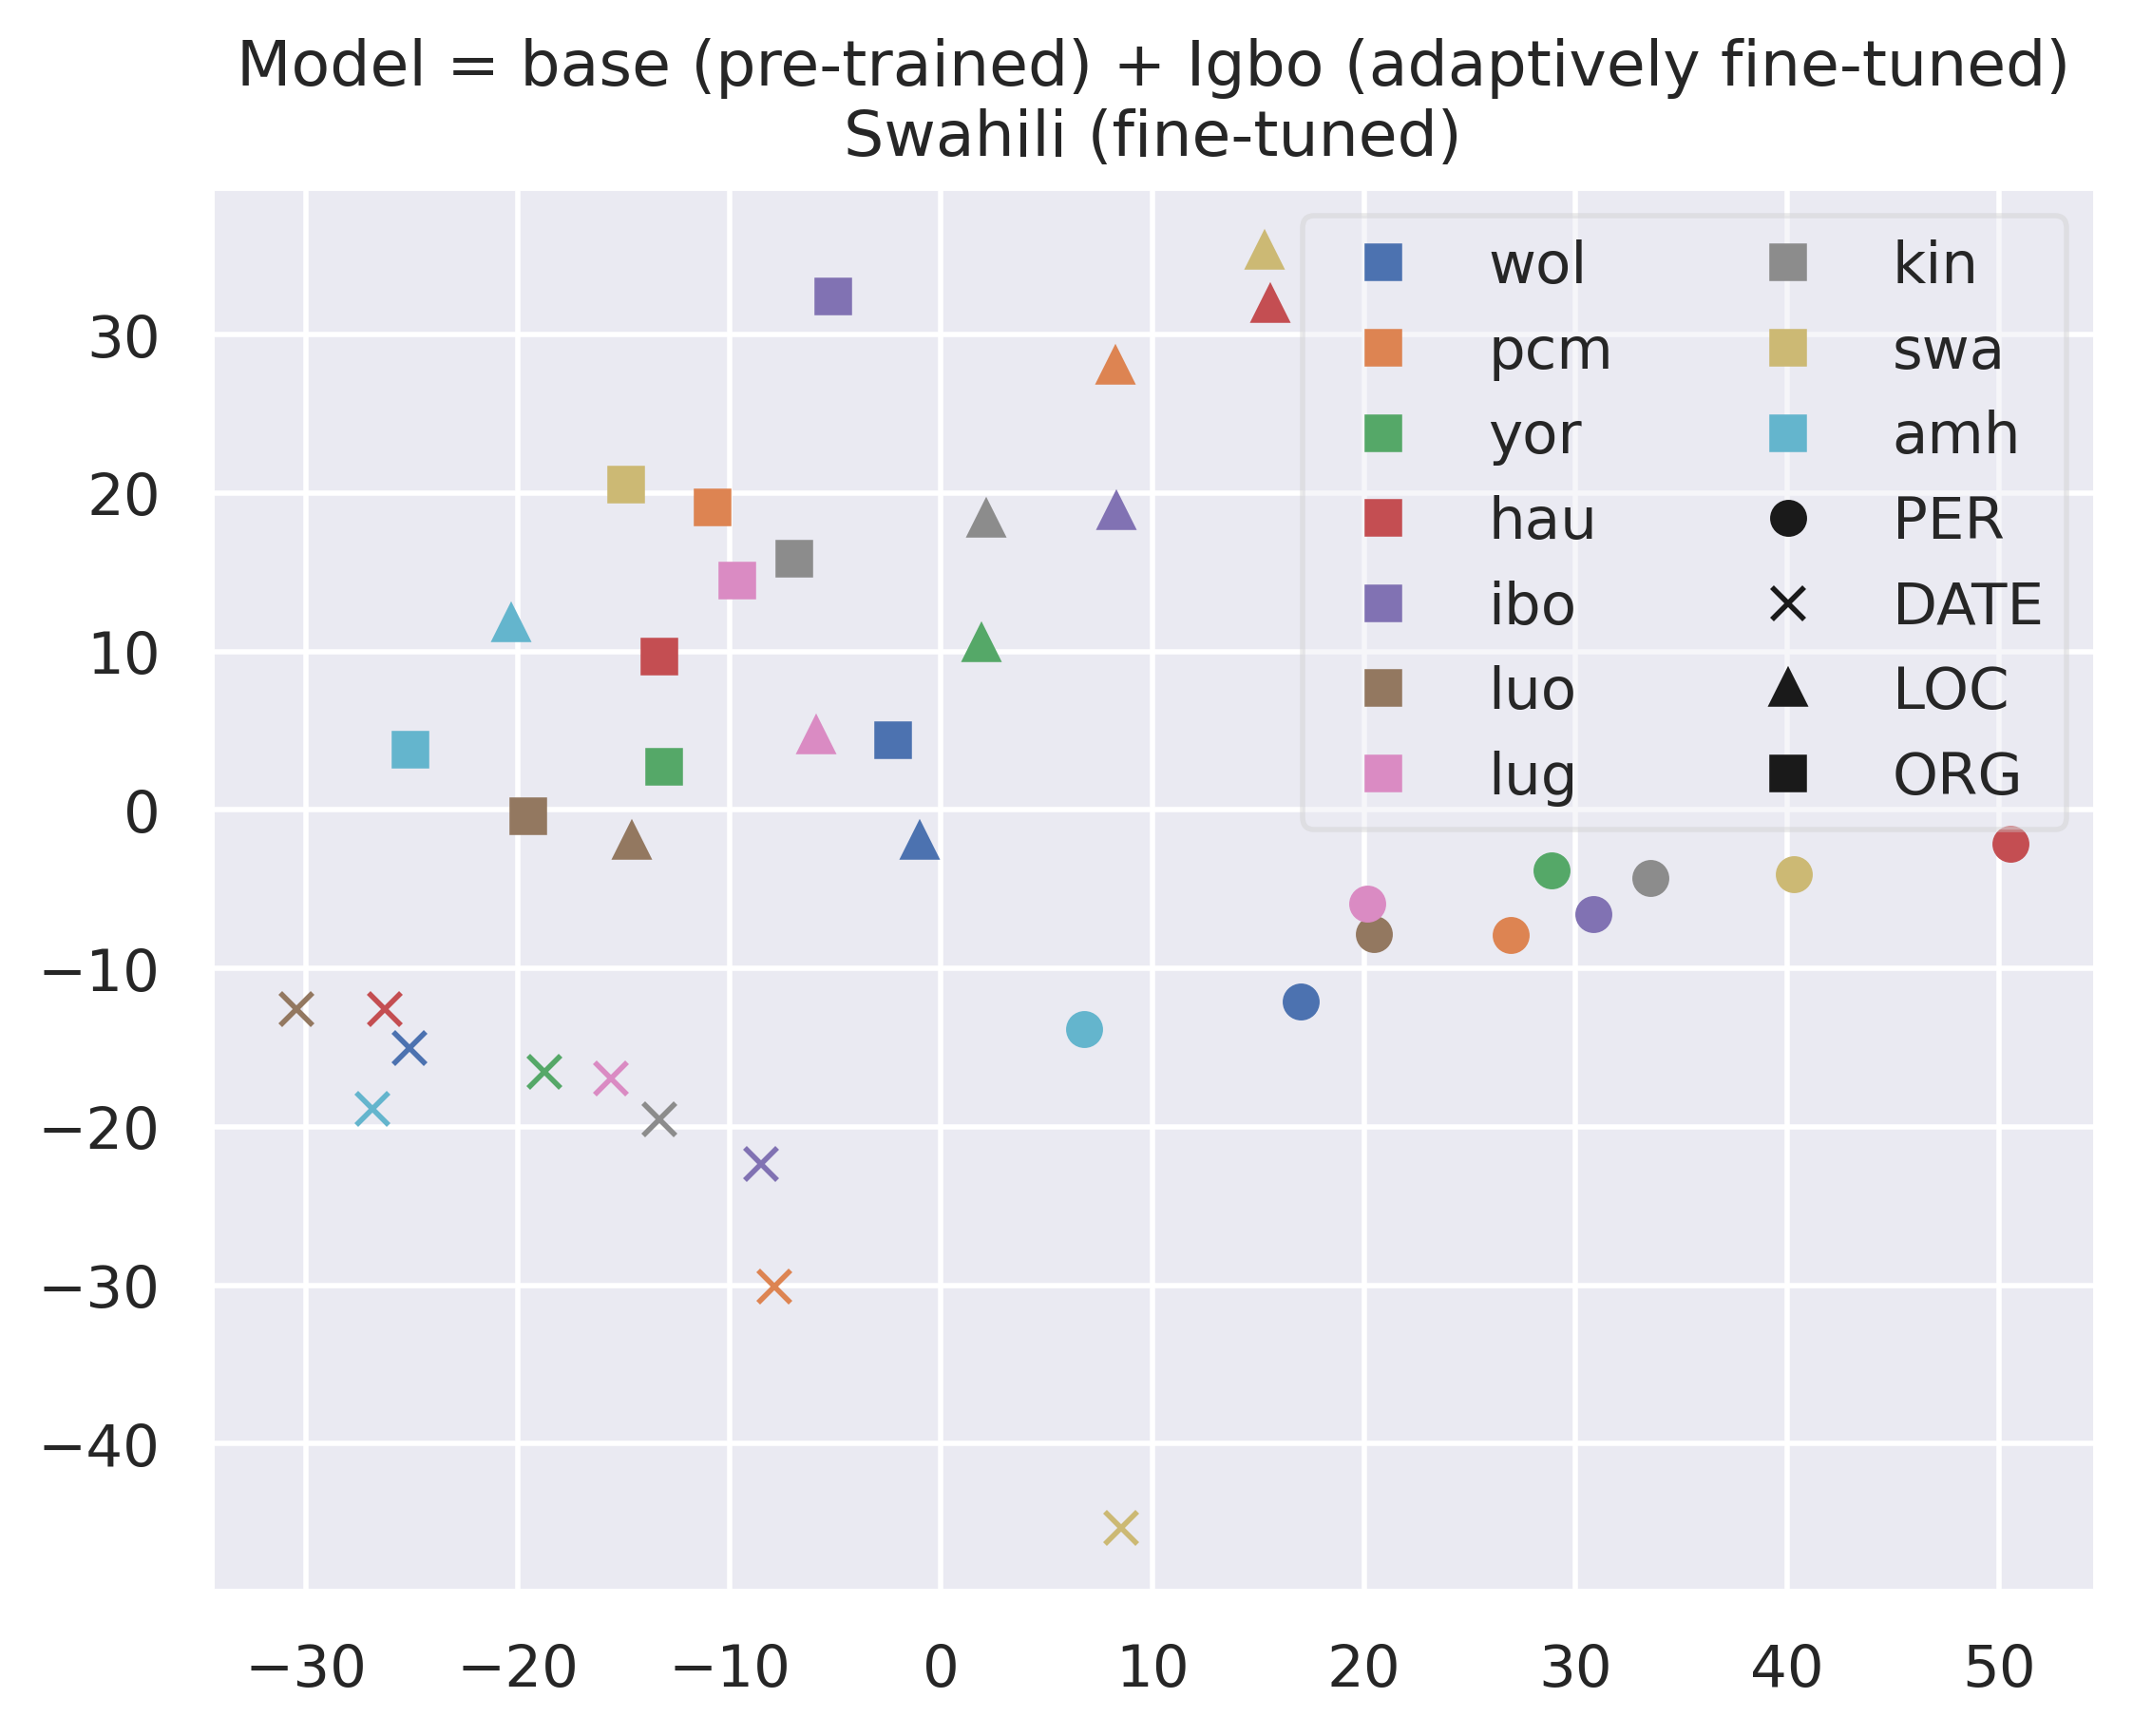 Model = base (pre-trained) + Igbo (adaptively fine-tuned)
Swahili (fine-tuned)
30
20
10
0
−10
−20
−30
−40
−30 −20 −10 0 10 20 30 40 50
wol
pcm
yor
hau
ibo
luo
lug
kin
swa
amh
PER
DATE
LOC
ORG